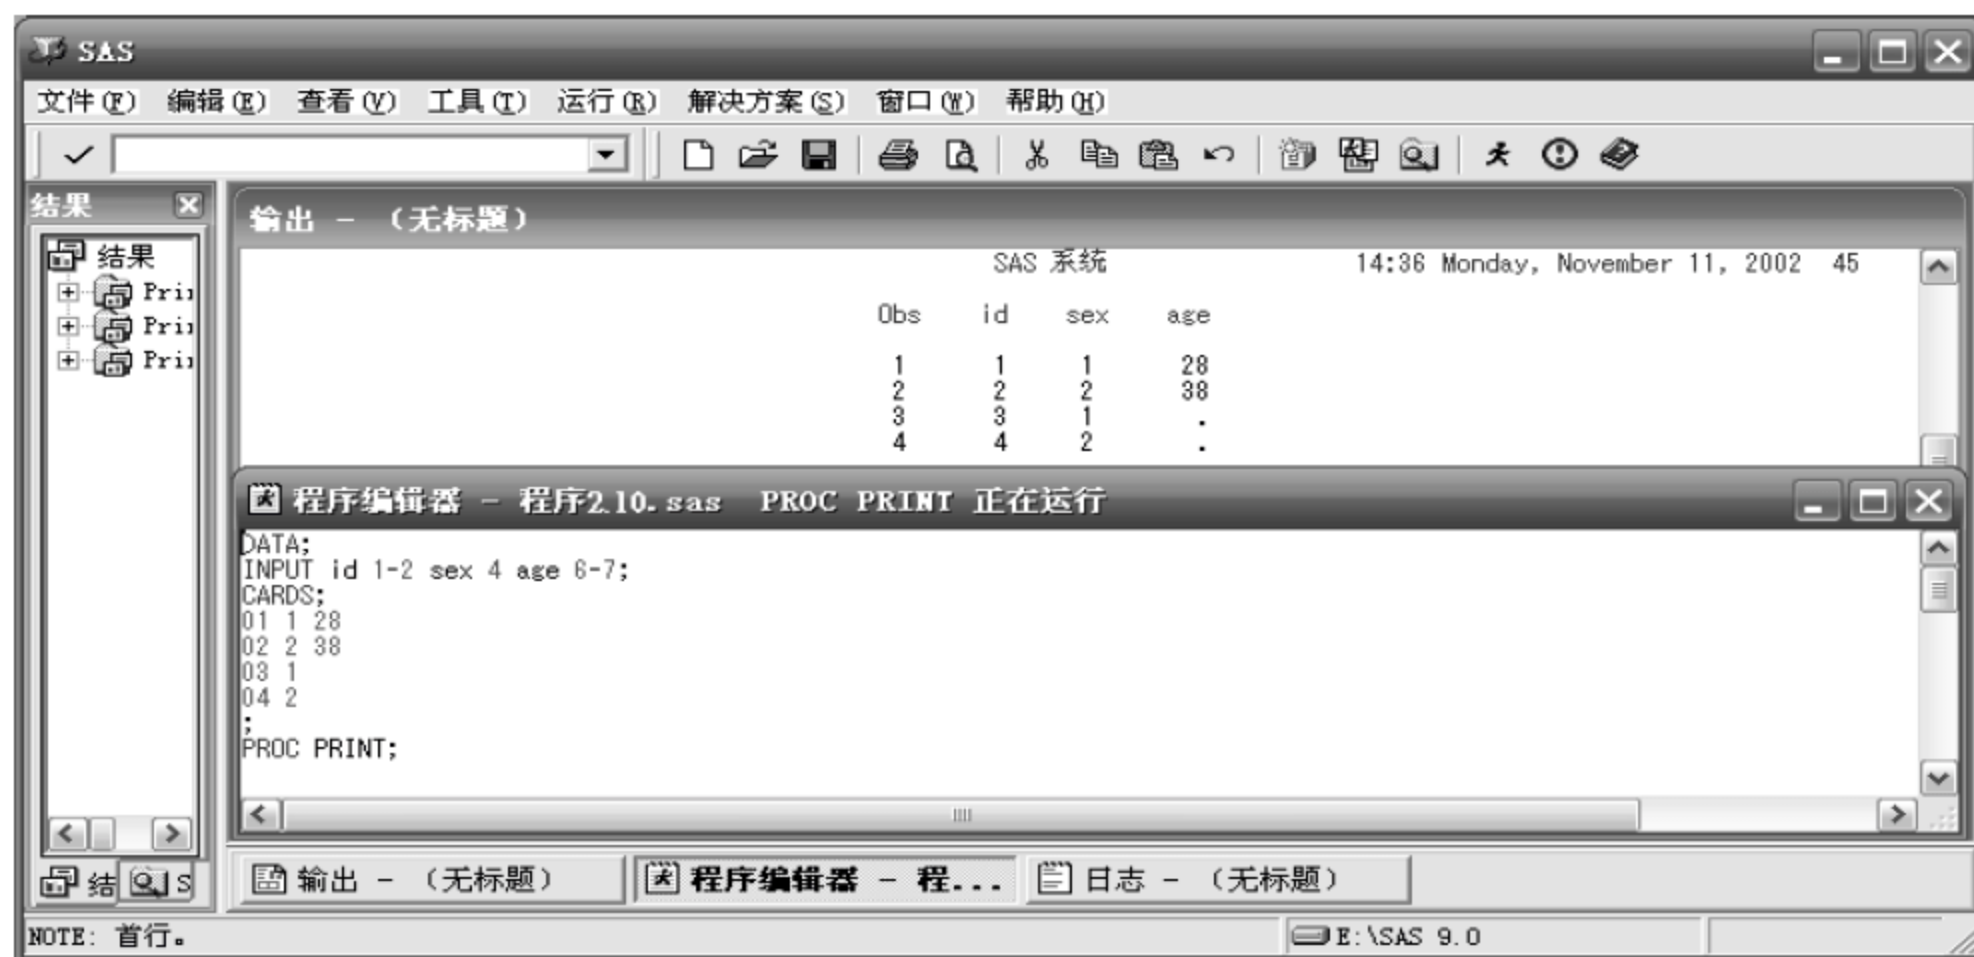 SAS
文件(F) 编辑(E) 查看(V) 工具(T) 运行(R) 解决方案(S) 窗口(W) 帮助(H)
结果
结果
Prin
Prin
Prin
结 S
输出 - （无标题）
SAS 系统 14:36 Monday, November 11, 2002 45
Obs id sex age
1 1 1 28
2 2 2 38
3 3 1 .
4 4 2 .
程序编辑器 - 程序2.10.sas PROC PRINT 正在运行
DATA;
INPUT id 1-2 sex 4 age 6-7;
CARDS;
01 1 28
02 2 38
03 1
04 2
;
PROC PRINT;
输出 - （无标题） 程序编辑器 - 程... 日志 - （无标题）
NOTE: 首行。 E:\SAS 9.0